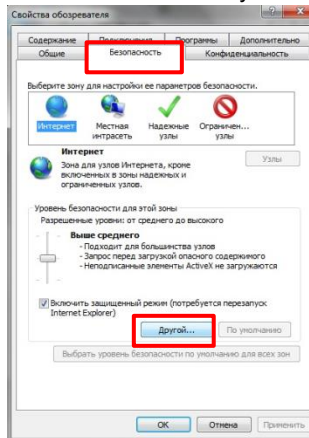 Свойства обозревателя
Содержание Подключения Программы Дополнительно
Общие Безопасность Конфиденциальность
Выберите зону для настройки ее параметров безопасности.
Интернет Местная интрасеть Надежные узлы Ограничен... узлы
Интернет
Зона для узлов Интернета, кроме
включенных в зоны надежных и
ограниченных узлов.
Узлы
Уровень безопасности для этой зоны
Разрешенные уровни: от среднего до высокого
Выше среднего
- Подходит для большинства узлов
- Запрос перед загрузкой опасного содержимого
- Неподписанные элементы ActiveX не загружаются
Включить защищенный режим (потребуется перезапуск
Internet Explorer)
Другой... По умолчанию
Выбрать уровень безопасности по умолчанию для всех зон
ОК Отмена Применить